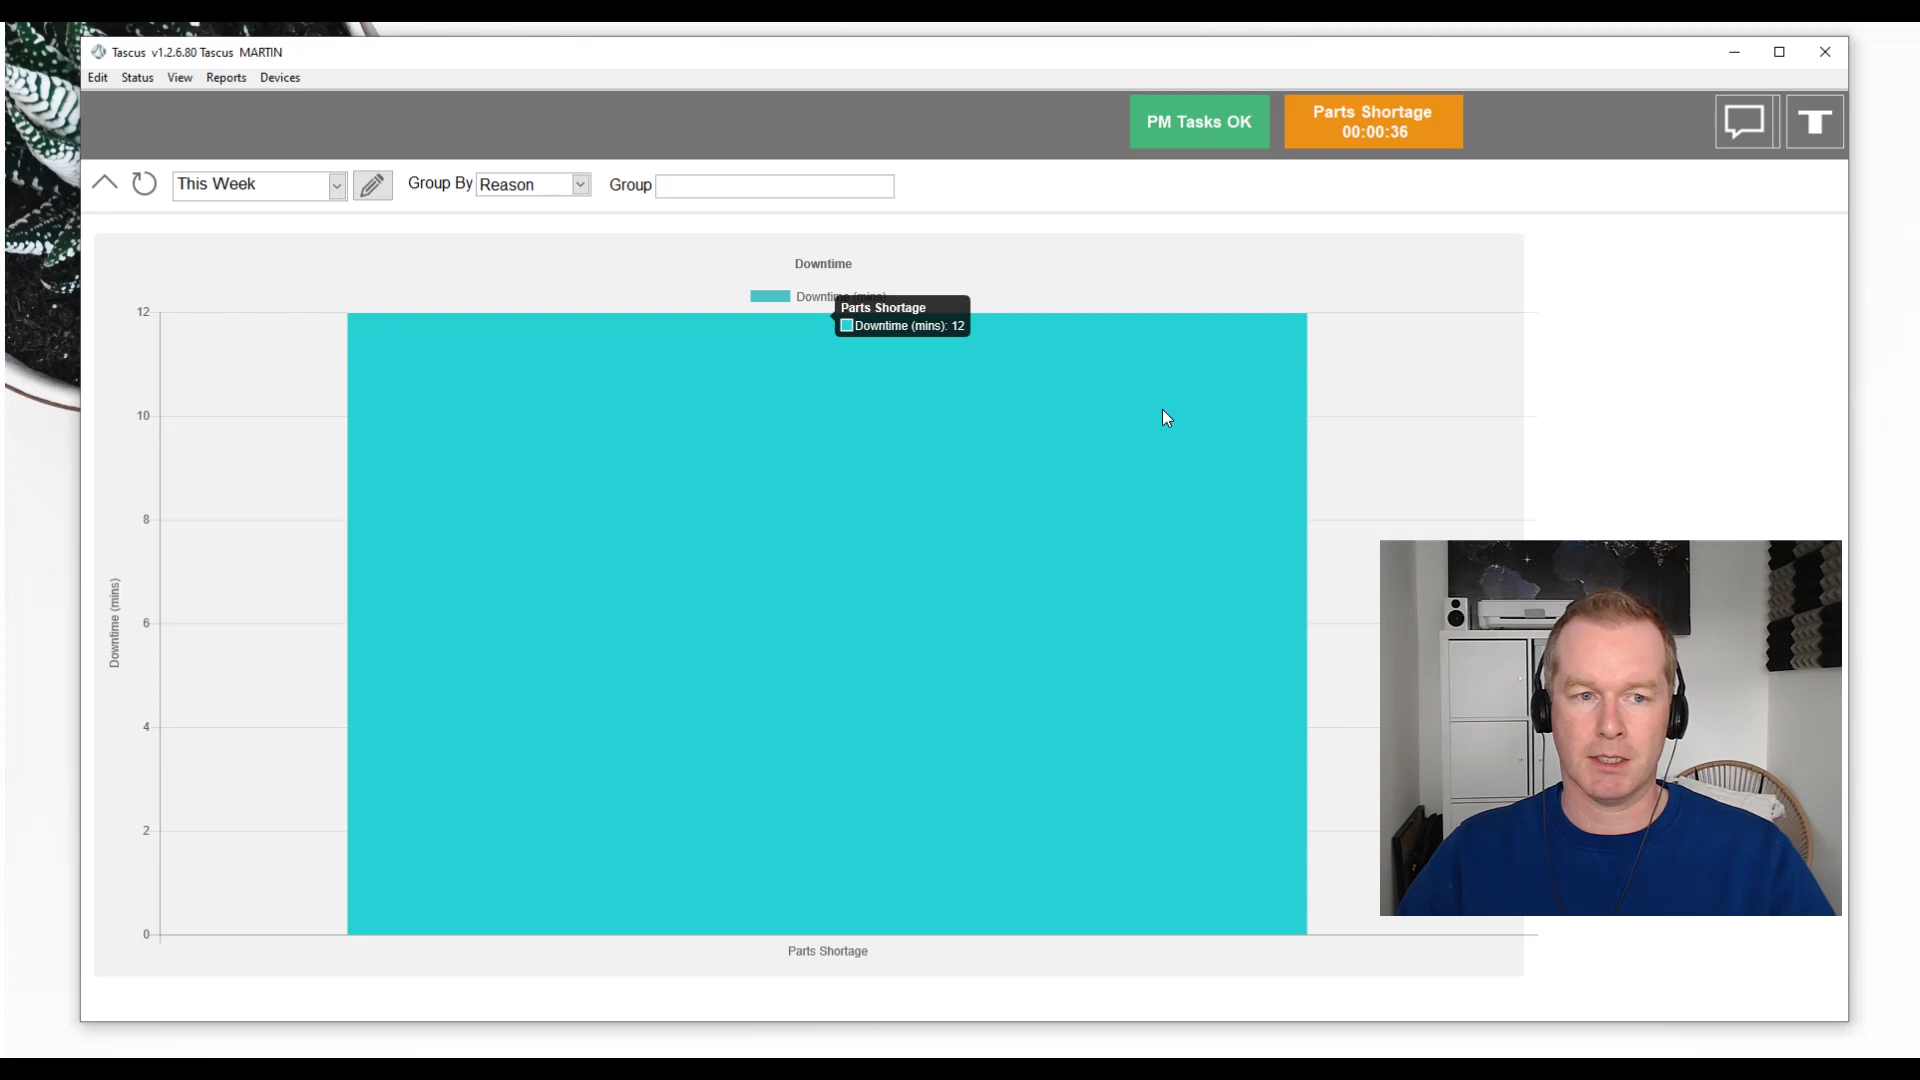 Tascus v1.2.6.80 Tascus MARTIN
Edit Status View Reports Devices
PM Tasks OK
Parts Shortage
00:00:36
This Week
Group By Reason
Group
Downtime
Downtime (mins)
Parts Shortage
Downtime (mins): 12
12
10
8
6
4
2
0
Downtime (mins)
Parts Shortage